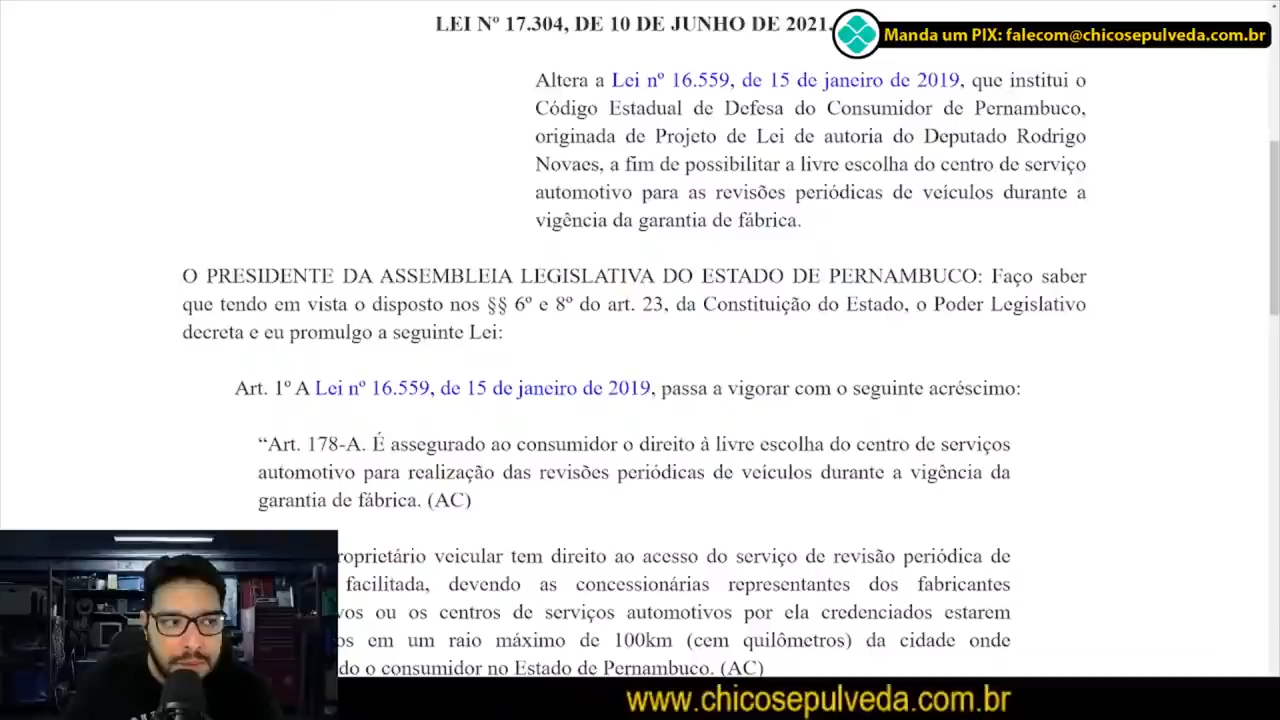 LEI Nº 17.304, DE 10 DE JUNHO DE 2021.
Manda um PIX: falecom@chicosepulveda.com.br
Altera a Lei nº 16.559, de 15 de janeiro de 2019, que institui o
Código Estadual de Defesa do Consumidor de Pernambuco,
originada de Projeto de Lei de autoria do Deputado Rodrigo
Novaes, a fim de possibilitar a livre escolha do centro de serviço
automotivo para as revisões periódicas de veículos durante a
vigência da garantia de fábrica.
O PRESIDENTE DA ASSEMBLEIA LEGISLATIVA DO ESTADO DE PERNAMBUCO: Faço saber
que tendo em vista o disposto nos §§ 6º e 8º do art. 23, da Constituição do Estado, o Poder Legislativo
decreta e eu promulgo a seguinte Lei:
Art. 1º A Lei nº 16.559, de 15 de janeiro de 2019, passa a vigorar com o seguinte acréscimo:
“Art. 178-A. É assegurado ao consumidor o direito à livre escolha do centro de serviços
automotivo para realização das revisões periódicas de veículos durante a vigência da
garantia de fábrica. (AC)
roprietário veicular tem direito ao acesso do serviço de revisão periódica de
facilitada, devendo as concessionárias representantes dos fabricantes
vos ou os centros de serviços automotivos por ela credenciados estarem
os em um raio máximo de 100km (cem quilômetros) da cidade onde
do o consumidor no Estado de Pernambuco. (AC)
www.chicosepulveda.com.br